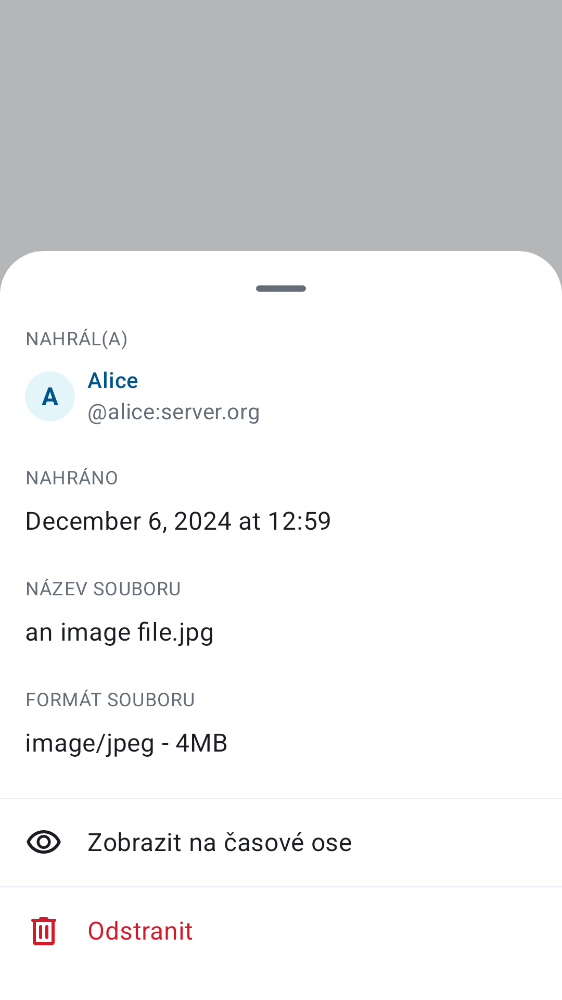 NAHRÁL(A)
A
Alice
@alice:server.org
NAHRÁNO
December 6, 2024 at 12:59
NÁZEV SOUBORU
an image file.jpg
FORMÁT SOUBORU
image/jpeg - 4MB
Zobrazit na časové ose
Odstranit